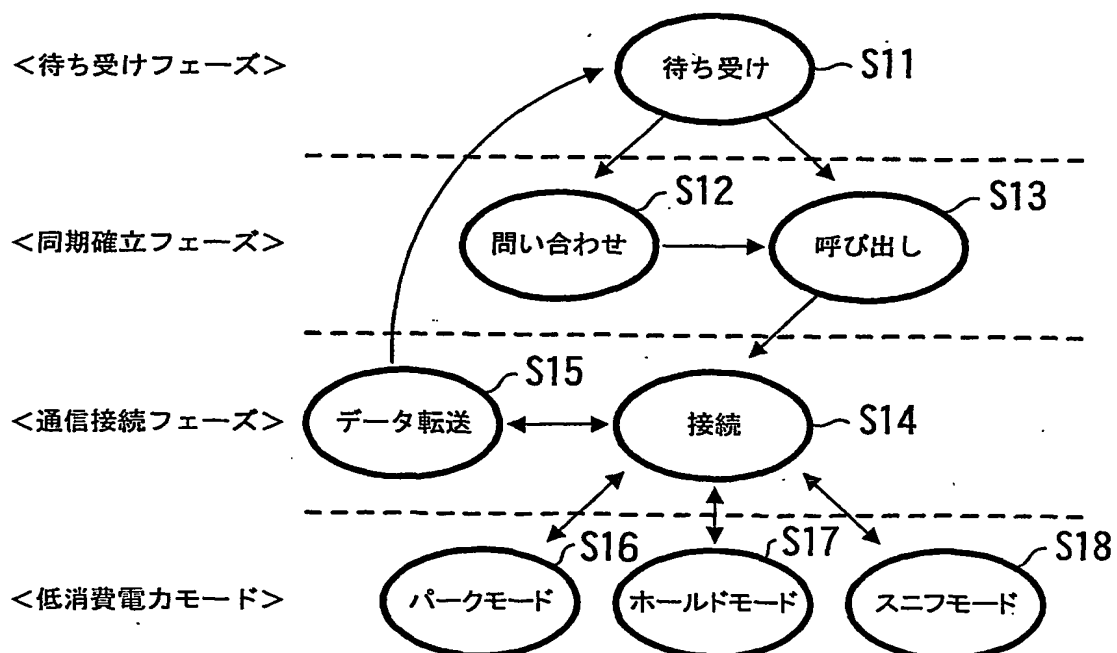 <待ち受けフェーズ>
待ち受け
S11
<同期確立フェーズ>
問い合わせ
S12
呼び出し
S13
<通信接続フェーズ>
データ転送
S15
接続
S14
<低消費電力モード>
パークモード
S16
ホールドモード
S17
スニフモード
S18